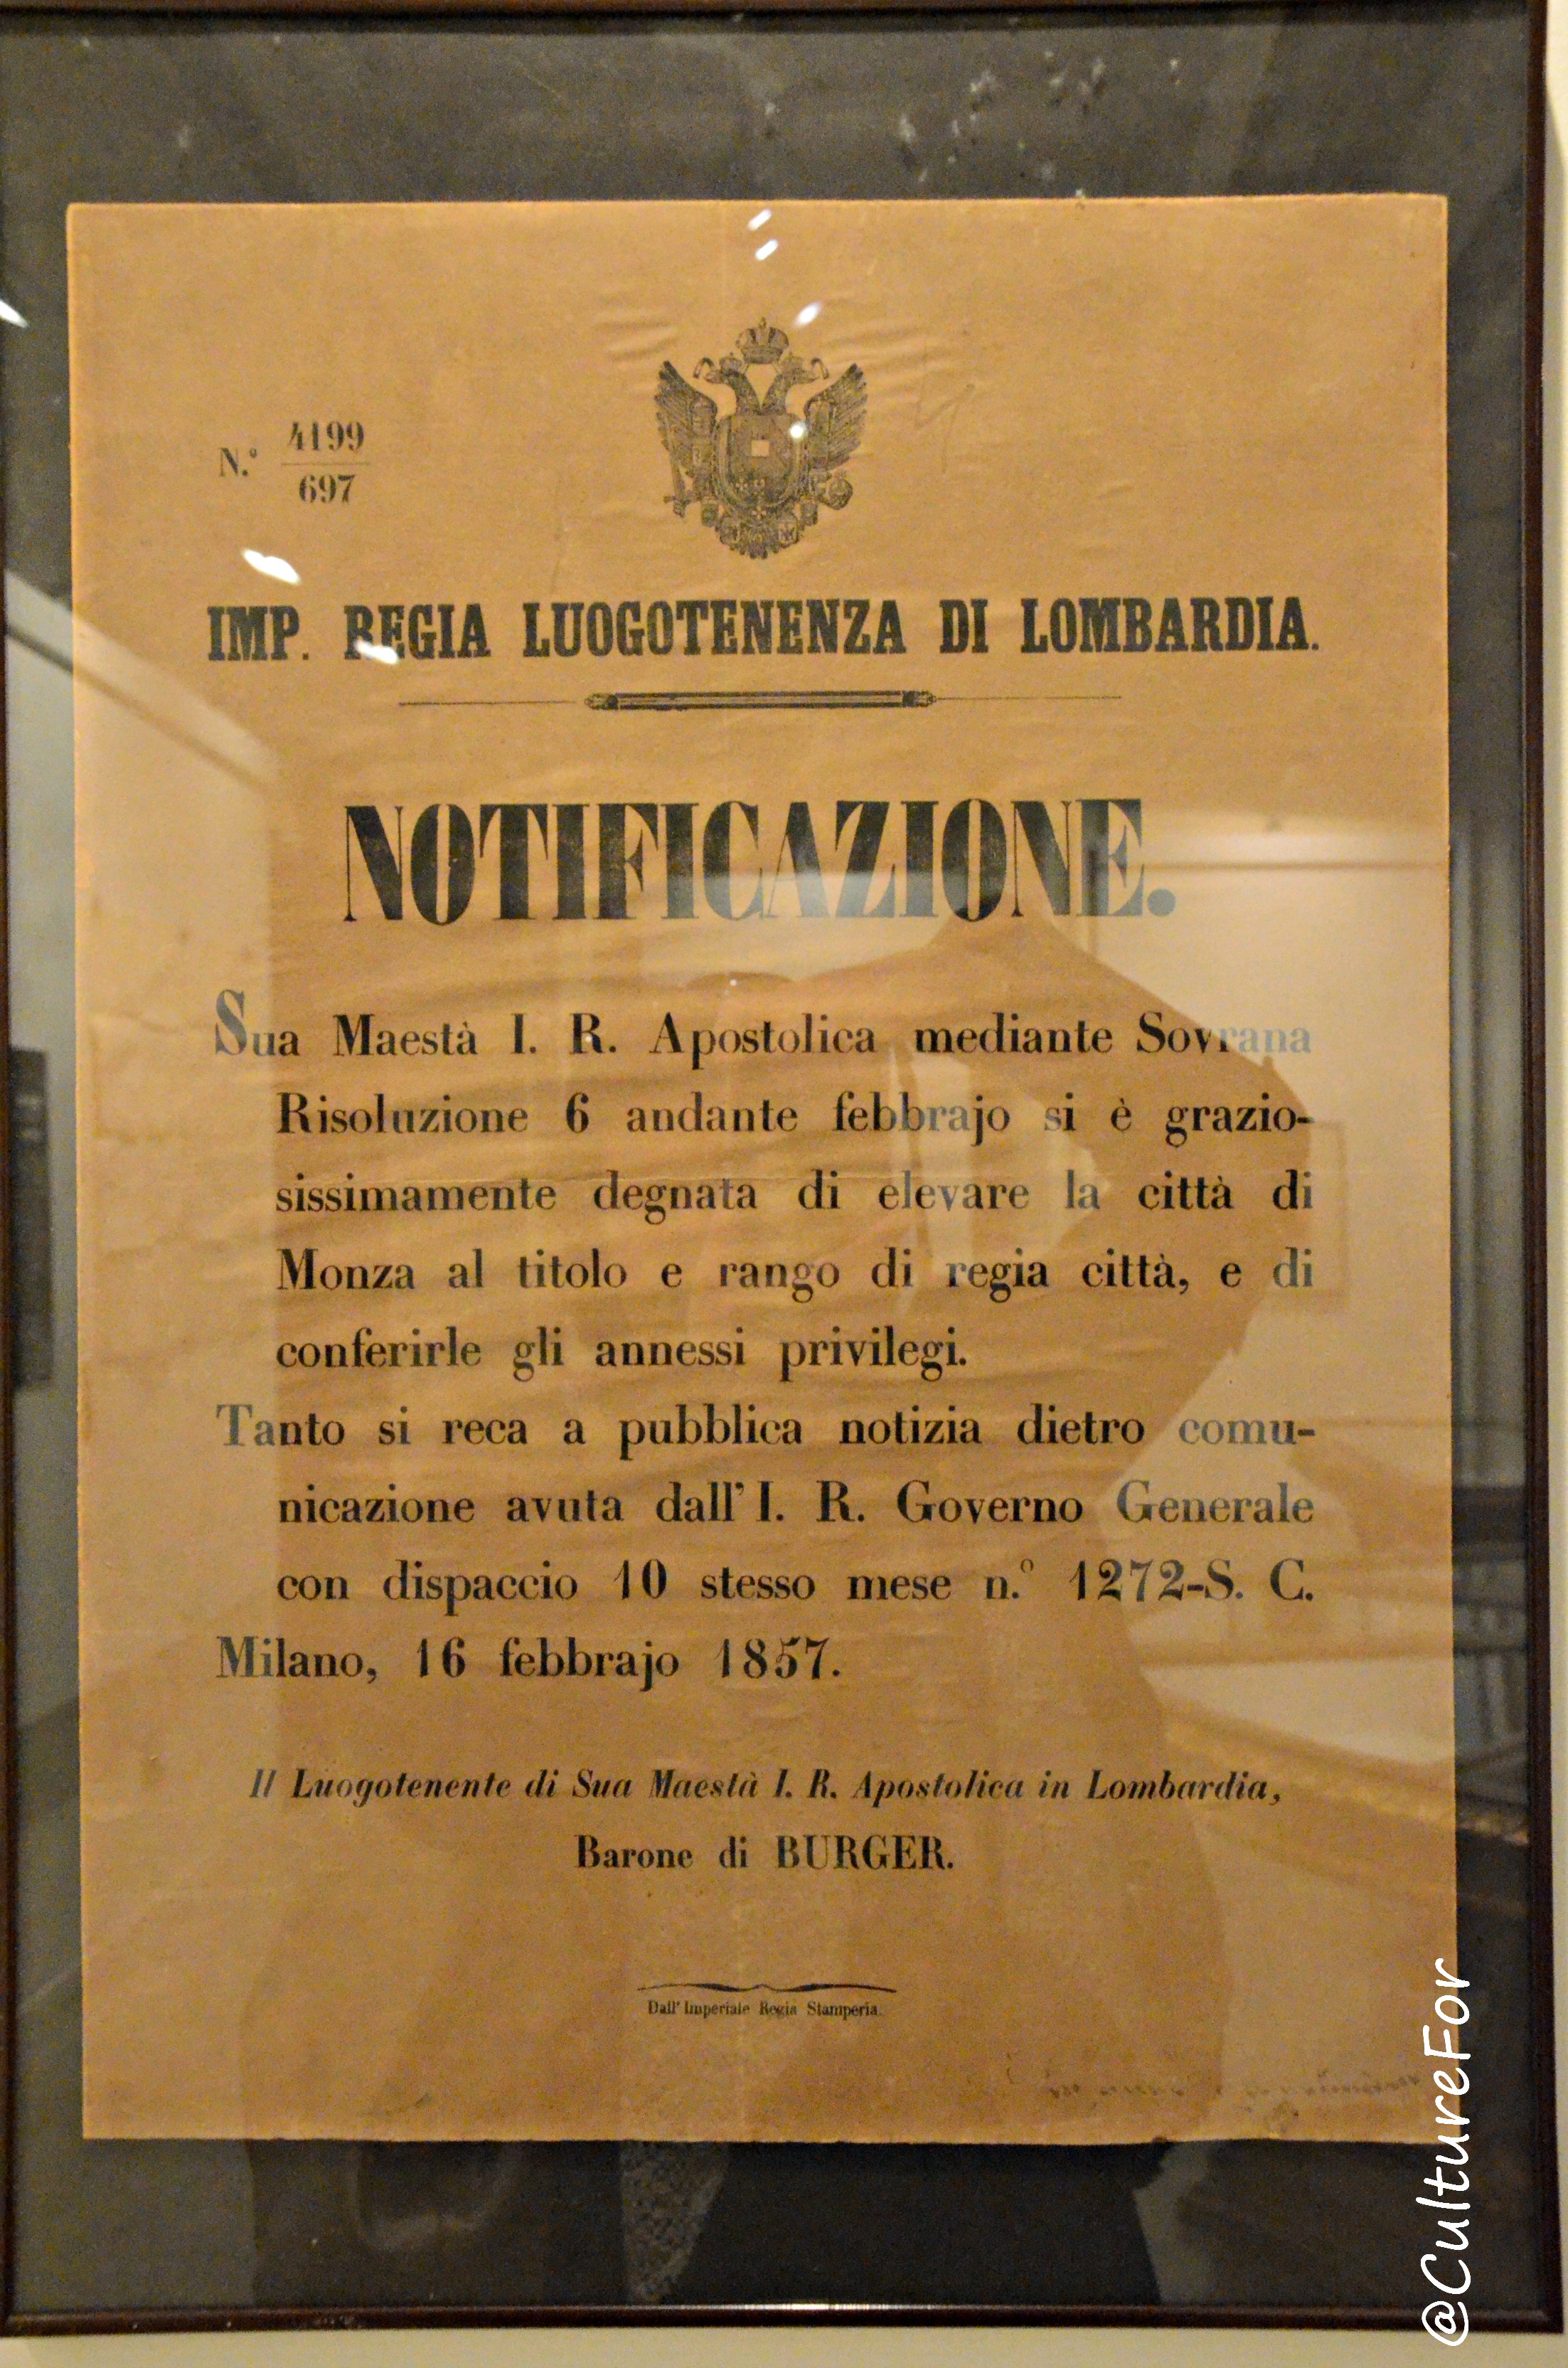 N.° 4199
697
IMP. REGIA LUOGOTENENZA DI LOMBARDIA.
NOTIFICAZIONE.
Sua Maestà I. R. Apostolica mediante Sovrana
Risoluzione 6 andante febbrajo si è grazio-
sissimamente degnata di elevare la città di
Monza al titolo e rango di regia città, e di
conferirle gli annessi privilegi.
Tanto si reca a pubblica notizia dietro comu-
nicazione avuta dall' I. R. Governo Generale
con dispaccio 10 stesso mese n.° 1272-S. C.
Milano, 16 febbrajo 1857.
Il Luogotenente di Sua Maestà I. R. Apostolica in Lombardia,
Barone di BURGER.
Dall' Imperiale Regia Stamperia.
@CultureFor